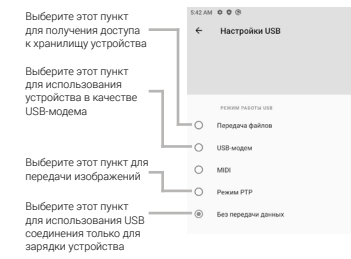 Выберите этот пункт
для получения доступа
к хранилищу устройства
Выберите этот пункт
для использования
устройства в качестве
USB-модема
Выберите этот пункт для
передачи изображений
Выберите этот пункт
для использования USB
соединения только для
зарядки устройства
5:42 AM
Настройки USB
РЕЖИМ РАБОТЫ USB
Передача файлов
USB-модем
MIDI
Режим PTP
Без передачи данных